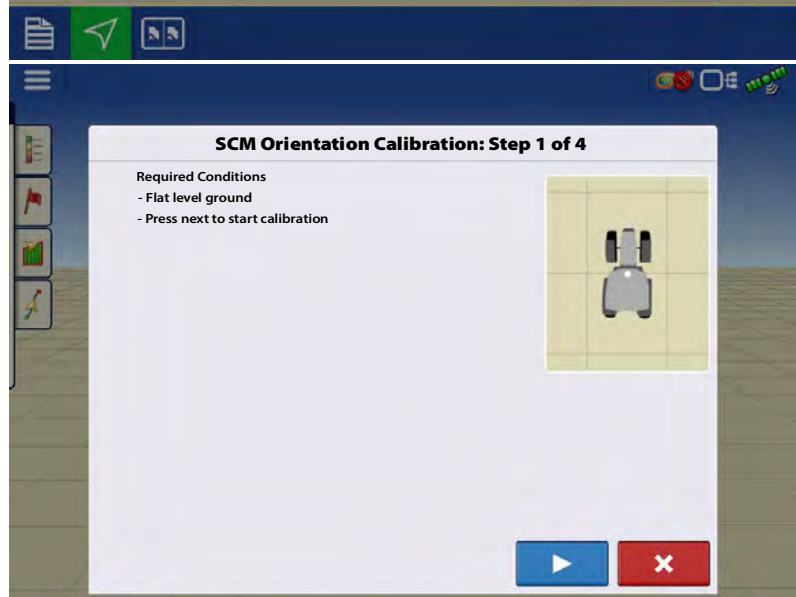 SCM Orientation Calibration: Step 1 of 4
Required Conditions
- Flat level ground
- Press next to start calibration